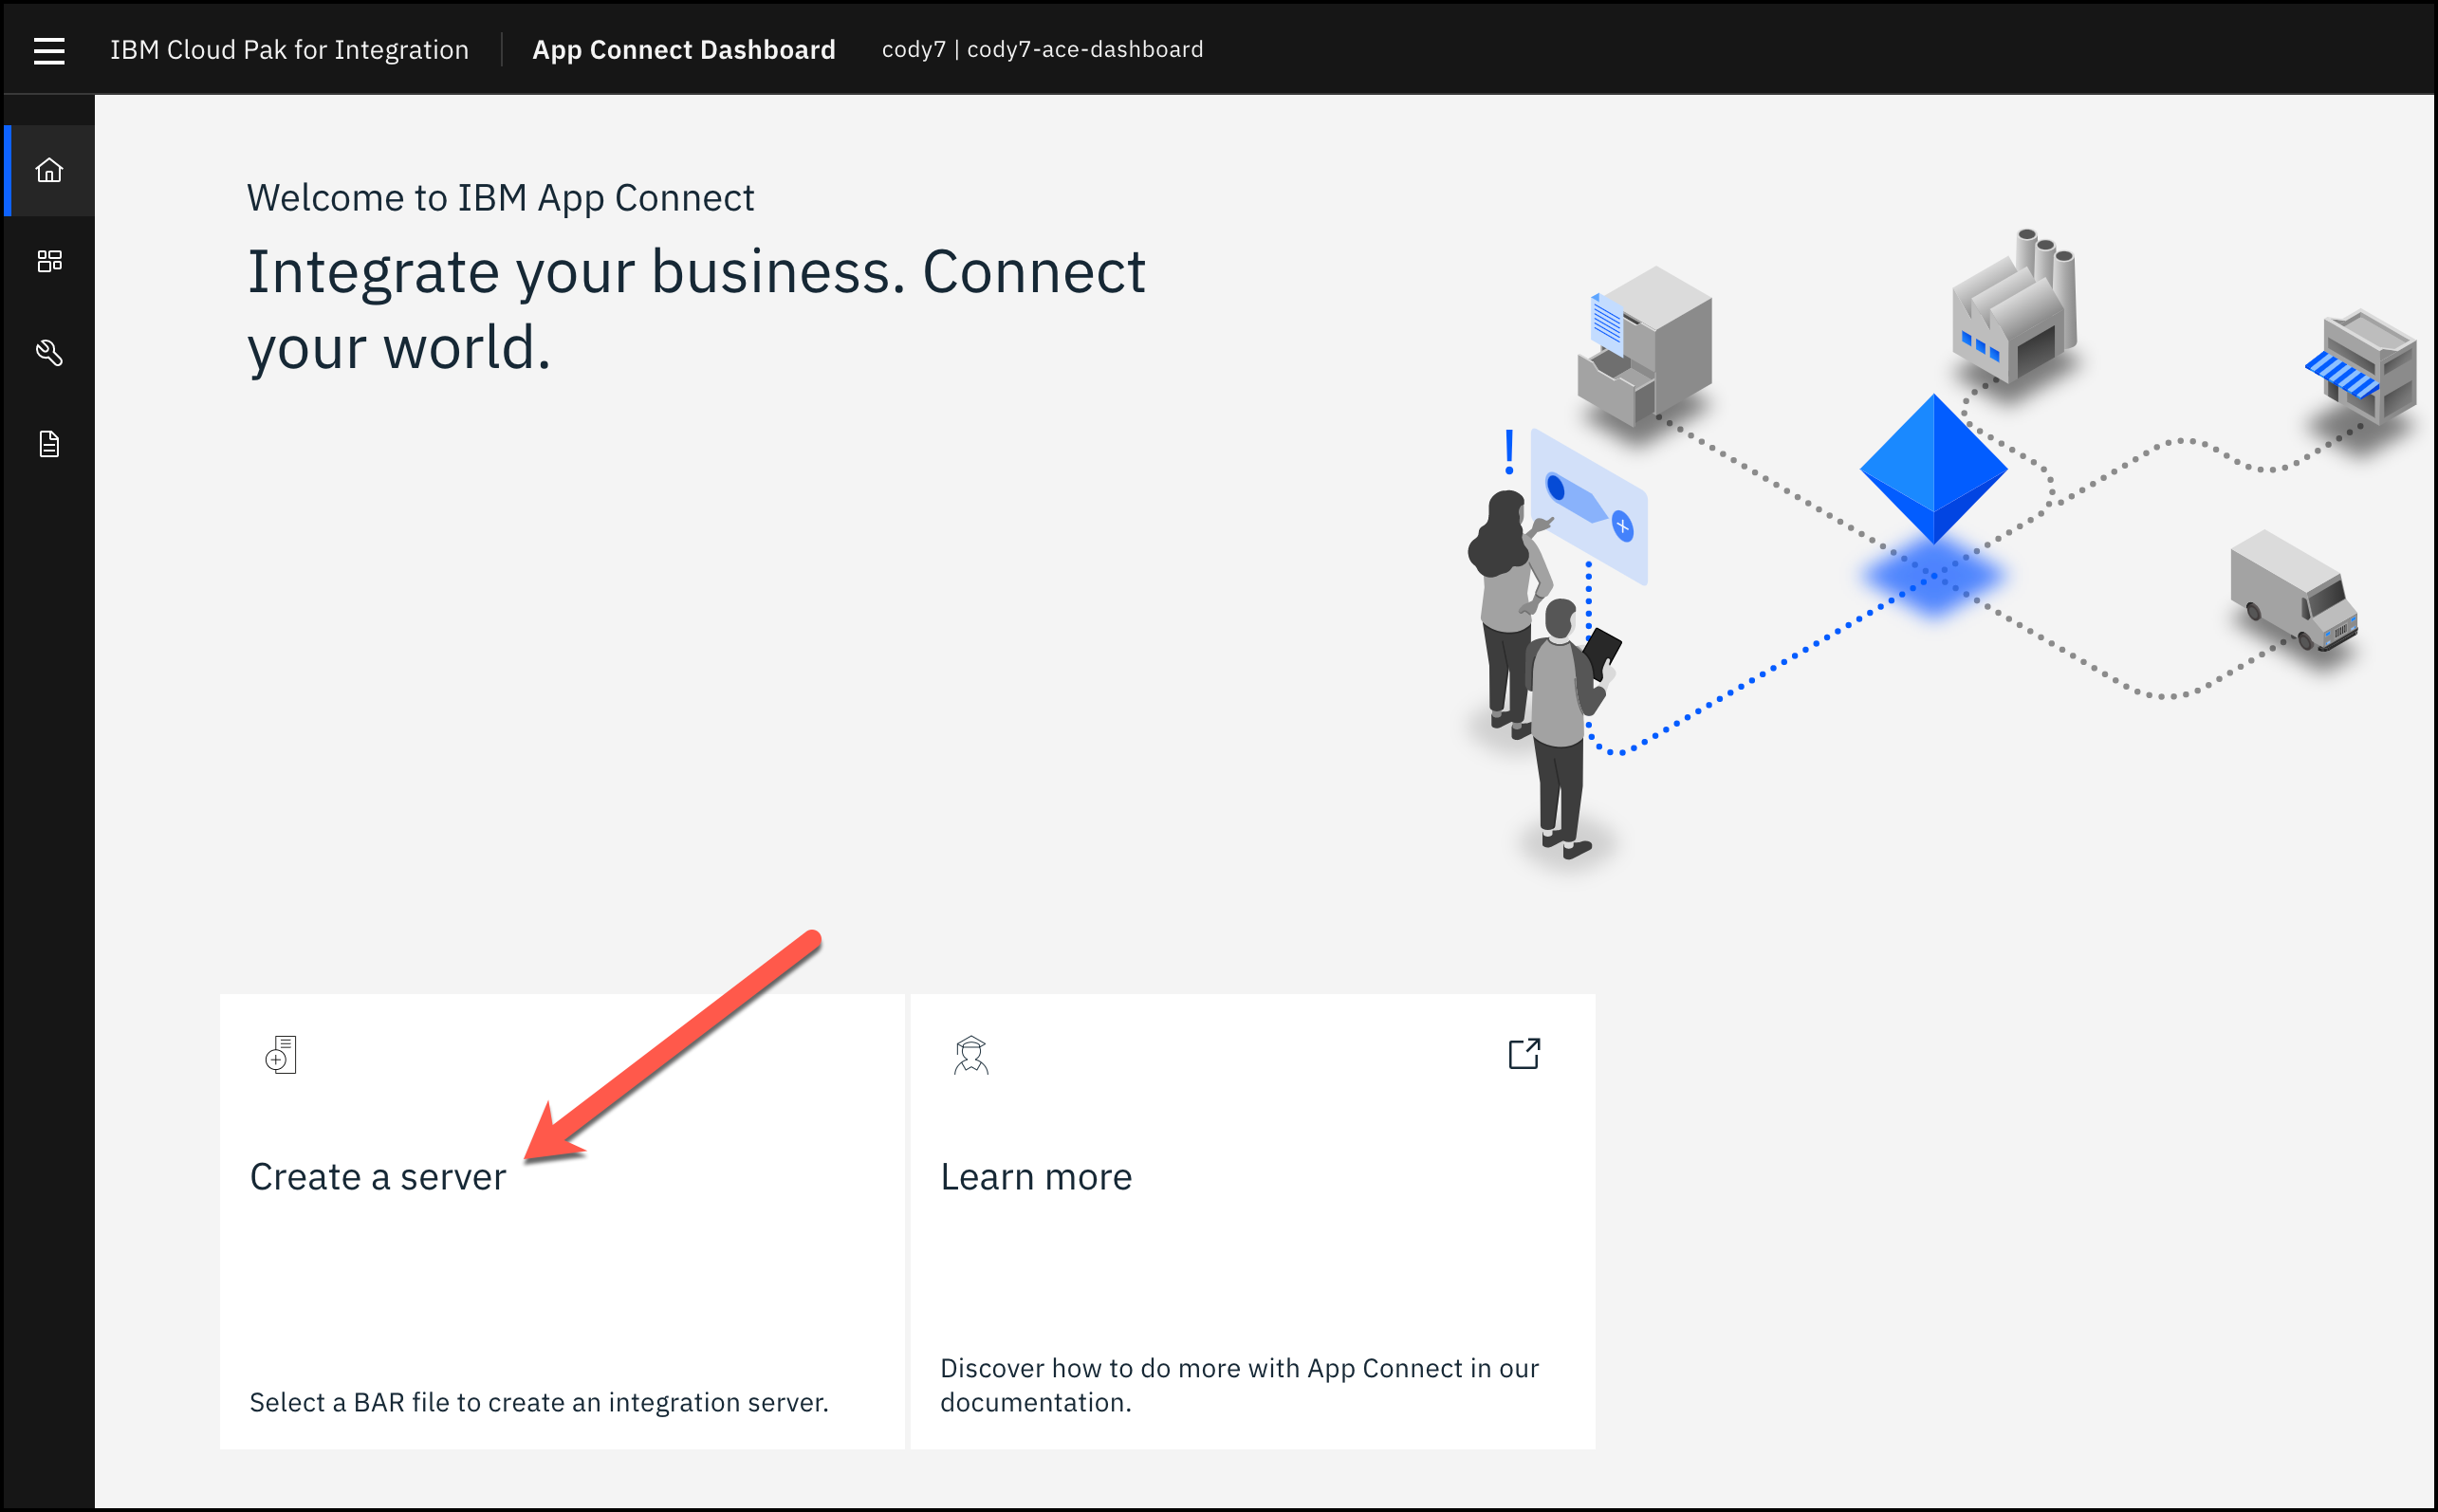 IBM Cloud Pak for Integration
App Connect Dashboard
cody7 | cody7-ace-dashboard
Welcome to IBM App Connect
Integrate your business. Connect
your world.
!
Create a server
Select a BAR file to create an integration server.
Learn more
Discover how to do more with App Connect in our
documentation.